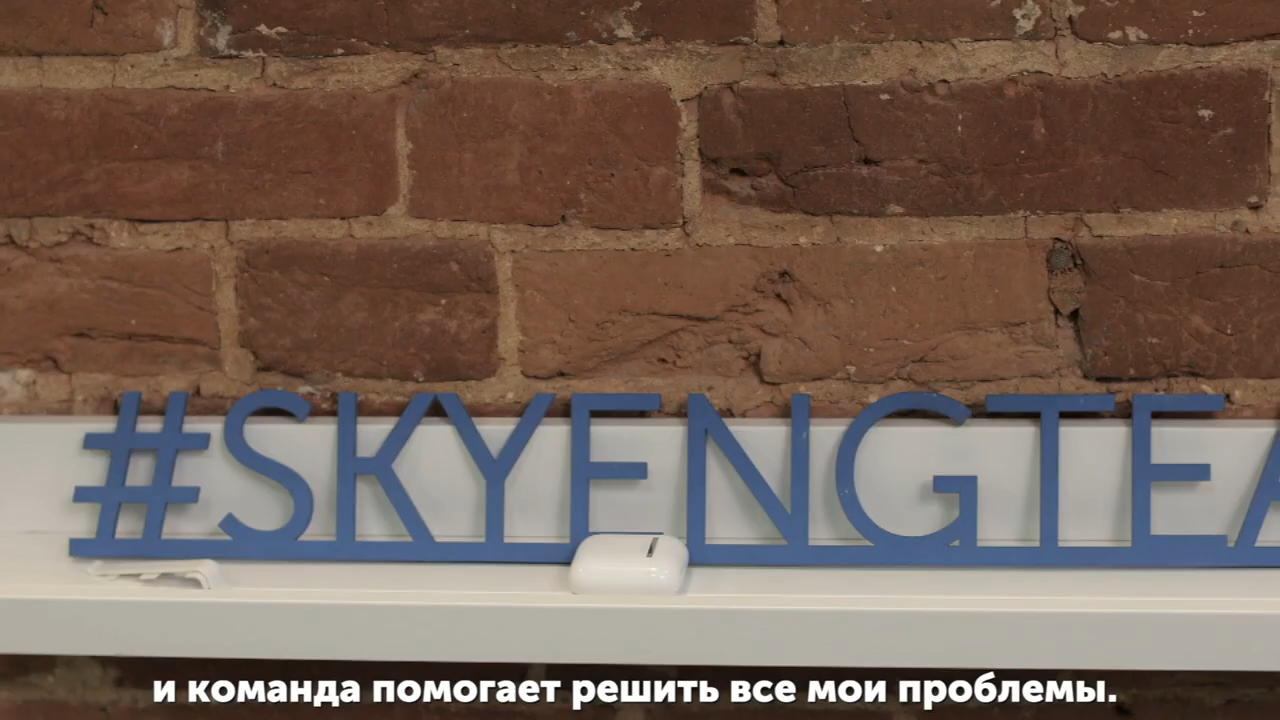 #SKYENGTEA
и команда помогает решить все мои проблемы.